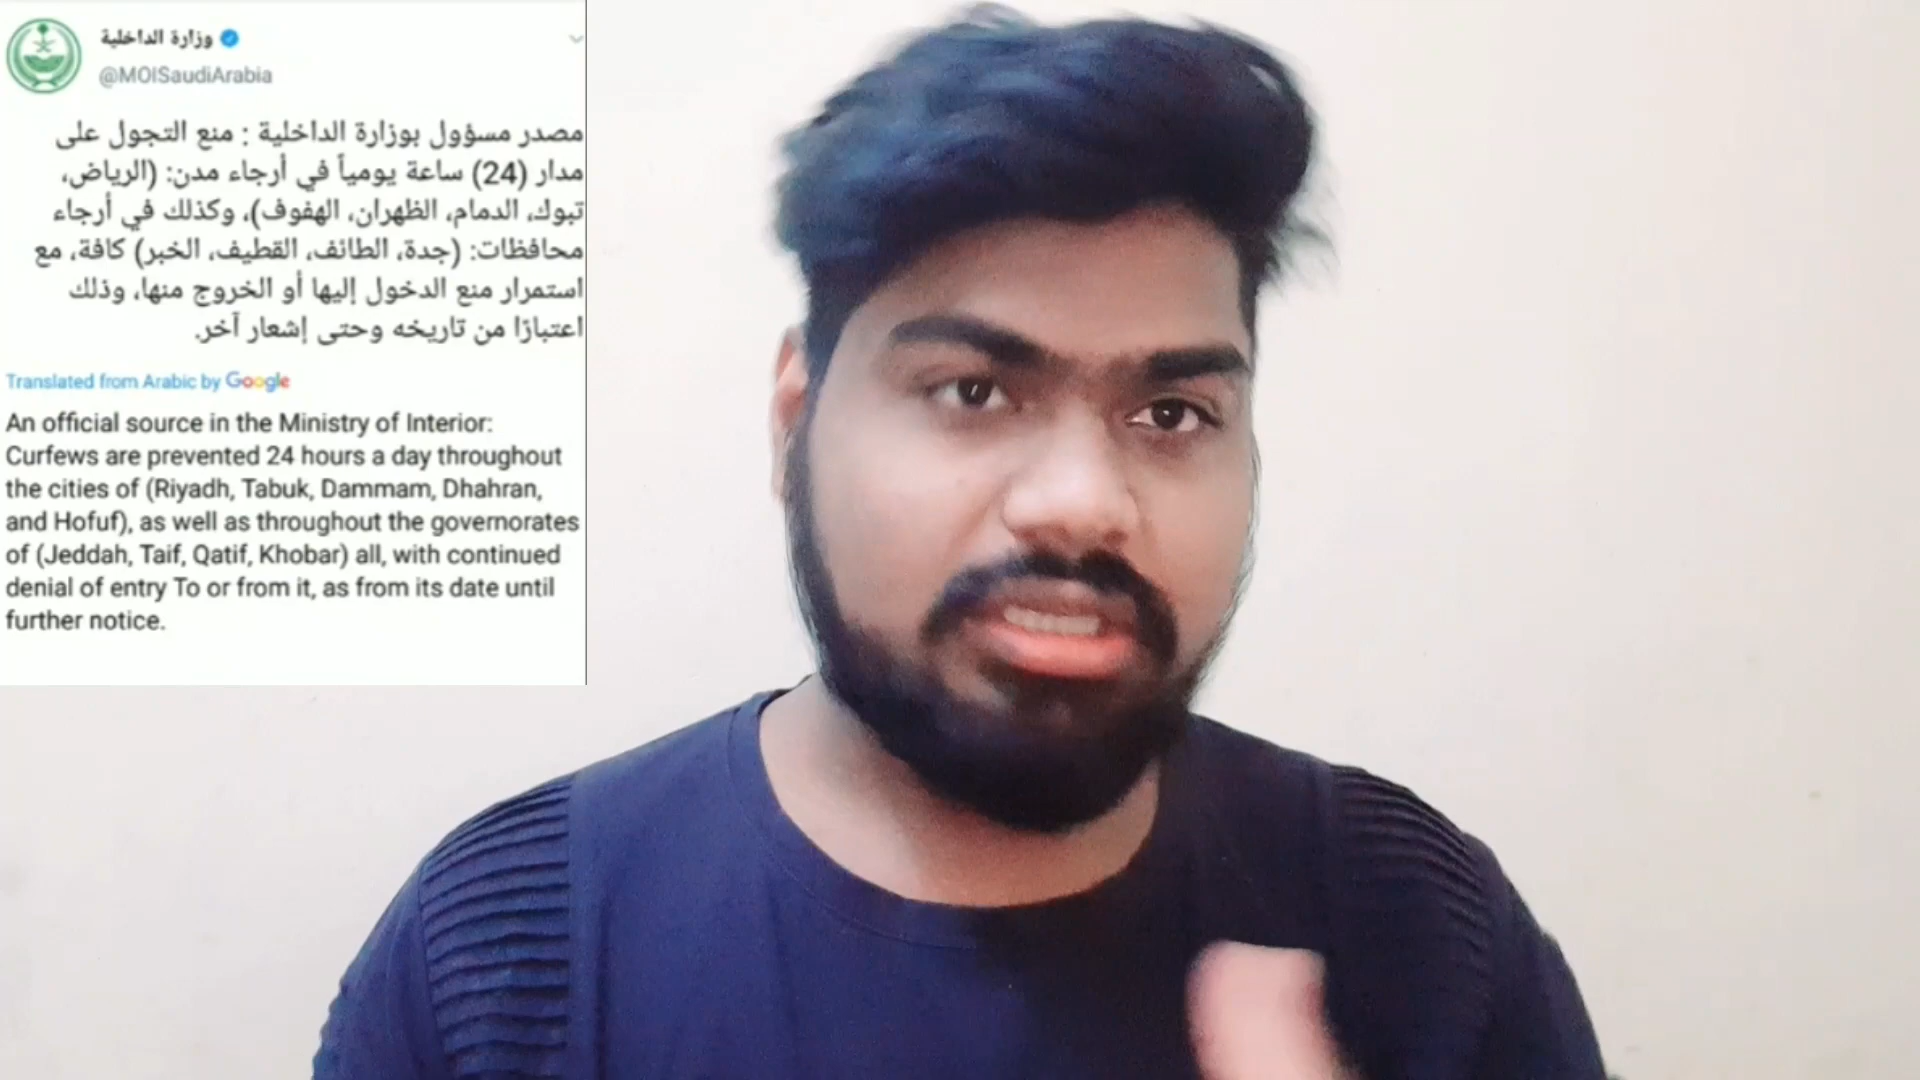 وزارة الداخلية
@MOISaudiArabia
مصدر مسؤول بوزارة الداخلية : منع التجول على
مدار (24) ساعة يومياً في أرجاء مدن: (الرياض،
تبوك، الدمام، الظهران، الهفوف)، وكذلك في أرجاء
محافظات: (جدة، الطائف، القطيف، الخبر) كافة، مع
استمرار منع الدخول إليها أو الخروج منها، وذلك
اعتبارًا من تاريخه وحتى إشعار آخر.
Translated from Arabic by Google
An official source in the Ministry of Interior:
Curfews are prevented 24 hours a day throughout
the cities of (Riyadh, Tabuk, Dammam, Dhahran,
and Hofuf), as well as throughout the governorates
of (Jeddah, Taif, Qatif, Khobar) all, with continued
denial of entry To or from it, as from its date until
further notice.